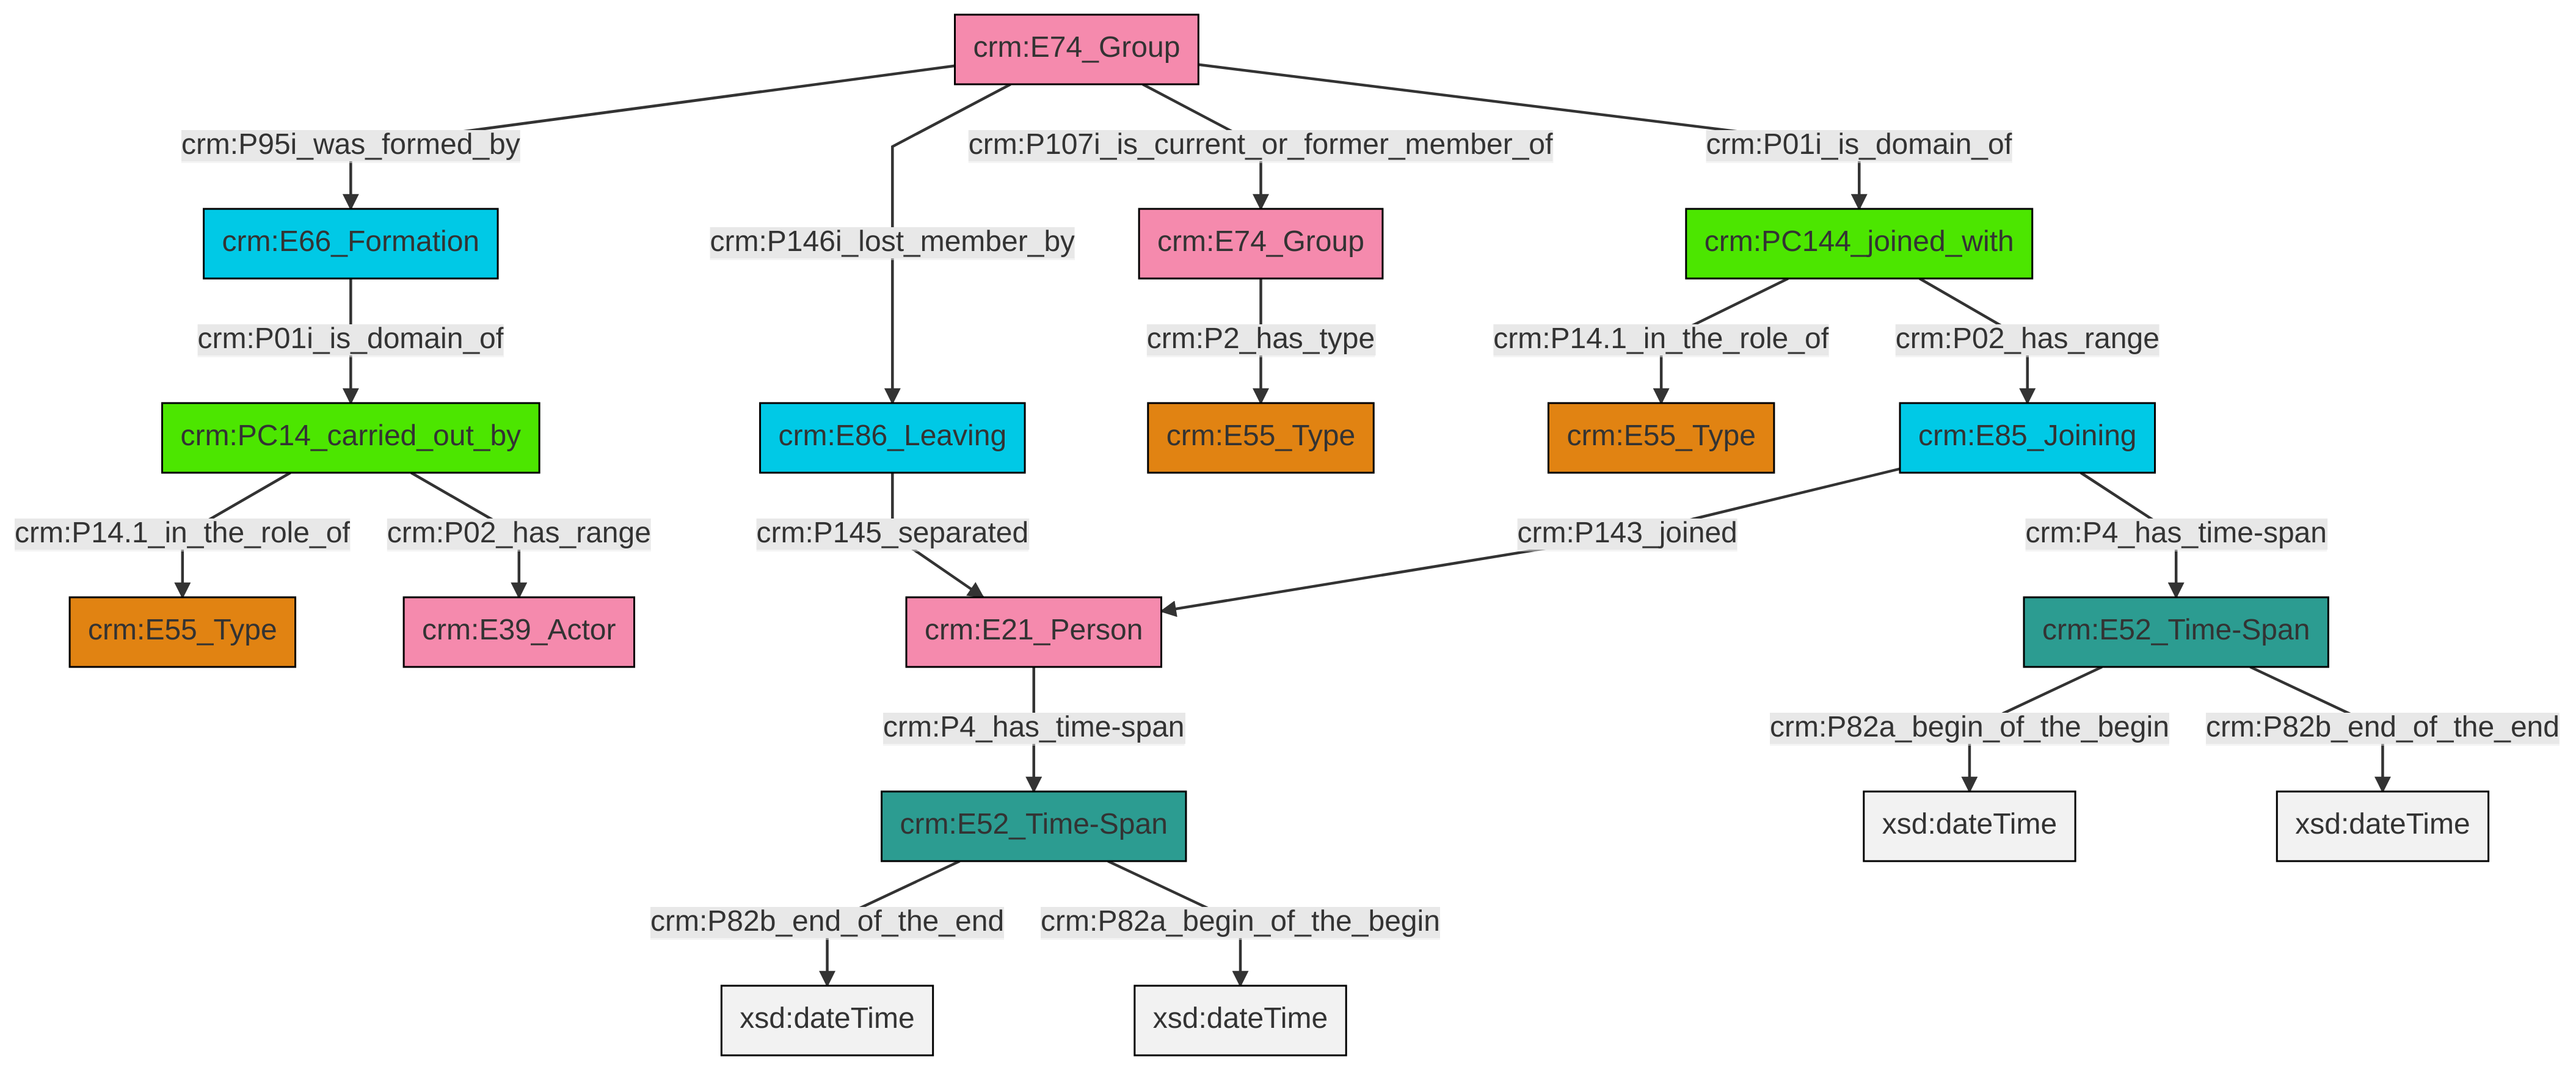 crm:E74_Group
crm:P95i_was_formed_by
crm:P107i_is_current_or_former_member_of
crm:P01i_is_domain_of
crm:E66_Formation
crm:P146i_lost_member_by
crm:E74_Group
crm:PC144_joined_with
crm:P01i_is_domain_of
crm:P2_has_type
crm:P14.1_in_the_role_of
crm:P02_has_range
crm:PC14_carried_out_by
crm:E86_Leaving
crm:E55_Type
crm:E55_Type
crm:E85_Joining
crm:P14.1_in_the_role_of
crm:P02_has_range
crm:P145_separated
crm:P143_joined
crm:P4_has_time-span
crm:E55_Type
crm:E39_Actor
crm:E21_Person
crm:E52_Time-Span
crm:P4_has_time-span
crm:P82a_begin_of_the_begin
crm:P82b_end_of_the_end
crm:E52_Time-Span
xsd:dateTime
xsd:dateTime
crm:P82b_end_of_the_end
crm:P82a_begin_of_the_begin
xsd:dateTime
xsd:dateTime